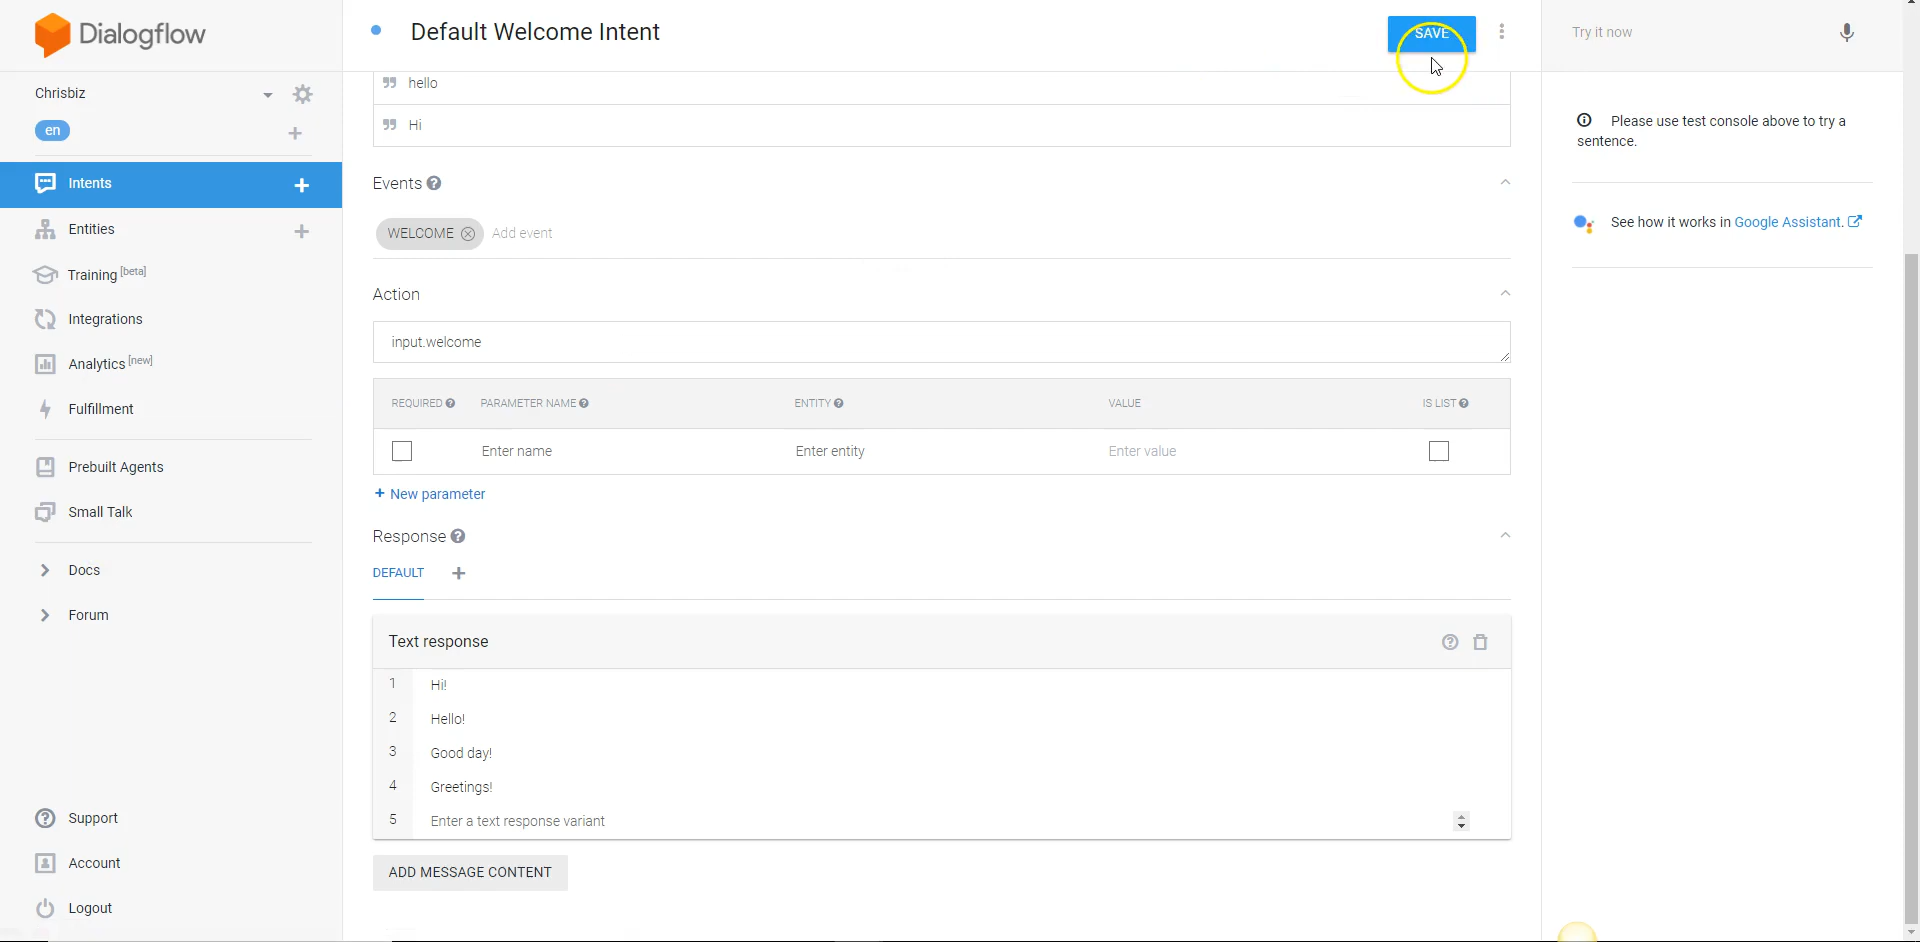 Dialogflow
Default Welcome Intent
SAVE
Try it now
Chrisbiz
en
Intents
Entities
Training [beta]
Integrations
Analytics [new]
Fulfillment
Prebuilt Agents
Small Talk
Docs
Forum
Support
Account
Logout
hello
Hi
Events
WELCOME Add event
Action
input.welcome
REQUIRED PARAMETER NAME ENTITY VALUE IS LIST
Enter name Enter entity Enter value
+ New parameter
Response
DEFAULT +
Text response
1 Hi!
2 Hello!
3 Good day!
4 Greetings!
5 Enter a text response variant
ADD MESSAGE CONTENT
Please use test console above to try a
sentence.
See how it works in Google Assistant.